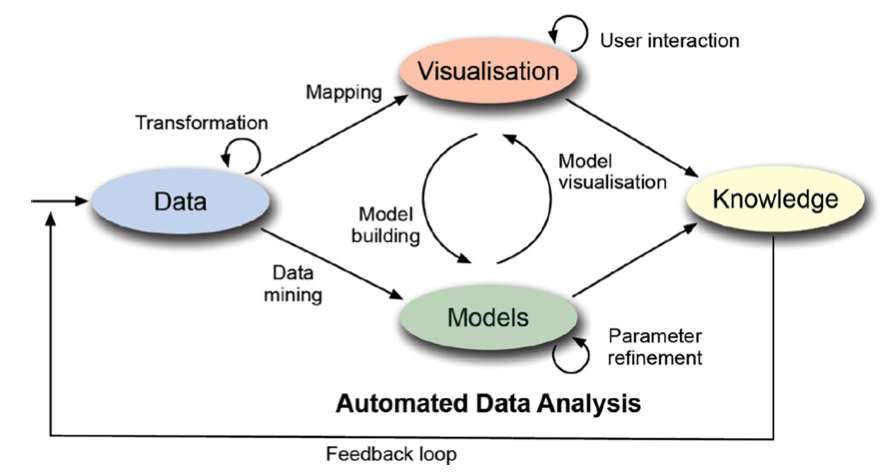 Visualisation
User interaction
Mapping
Transformation
Data
Model
visualisation
Knowledge
Model
building
Data
mining
Models
Parameter
refinement
Automated Data Analysis
Feedback loop